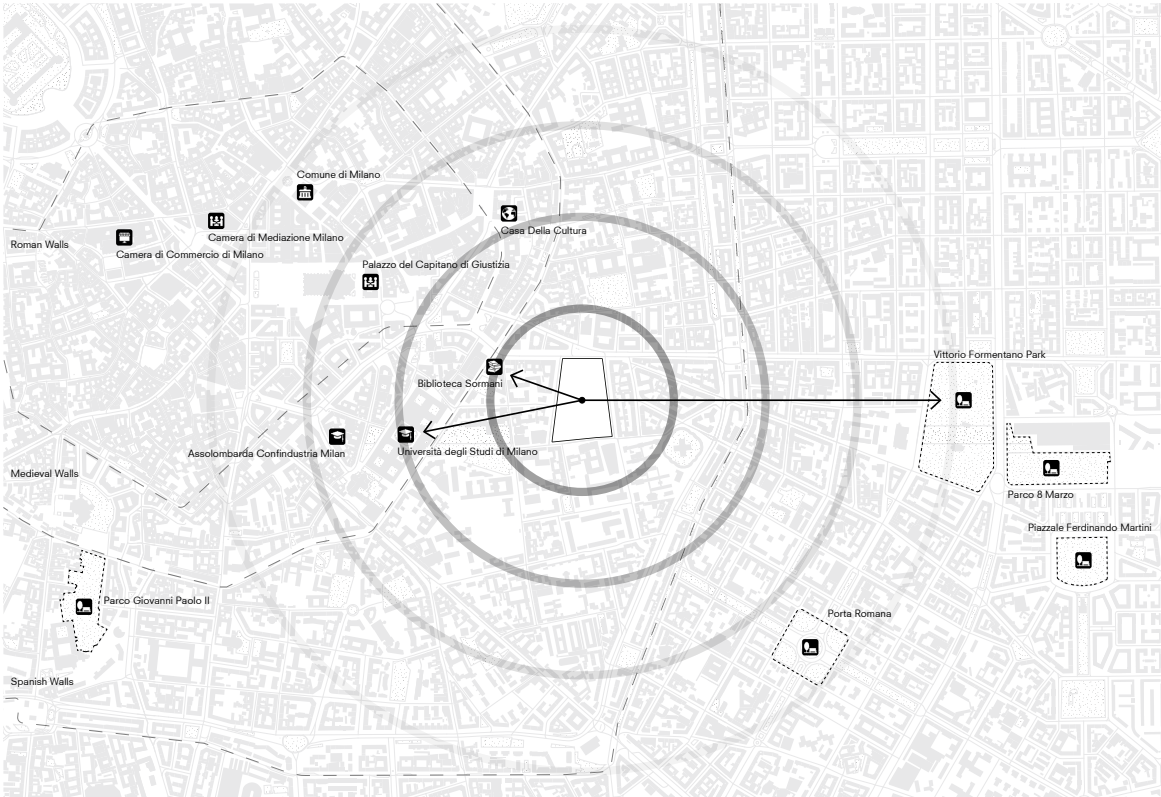 Comune di Milano
Casa Della Cultura
Camera di Mediazione Milano
Roman Walls
Camera di Commercio di Milano
Palazzo del Capitano di Giustizia
Vittorio Formentano Park
Biblioteca Sormani
Assolombarda Confindustria Milan
Università degli Studi di Milano
Medieval Walls
Parco 8 Marzo
Piazzale Ferdinando Martini
Parco Giovanni Paolo II
Porta Romana
Spanish Walls